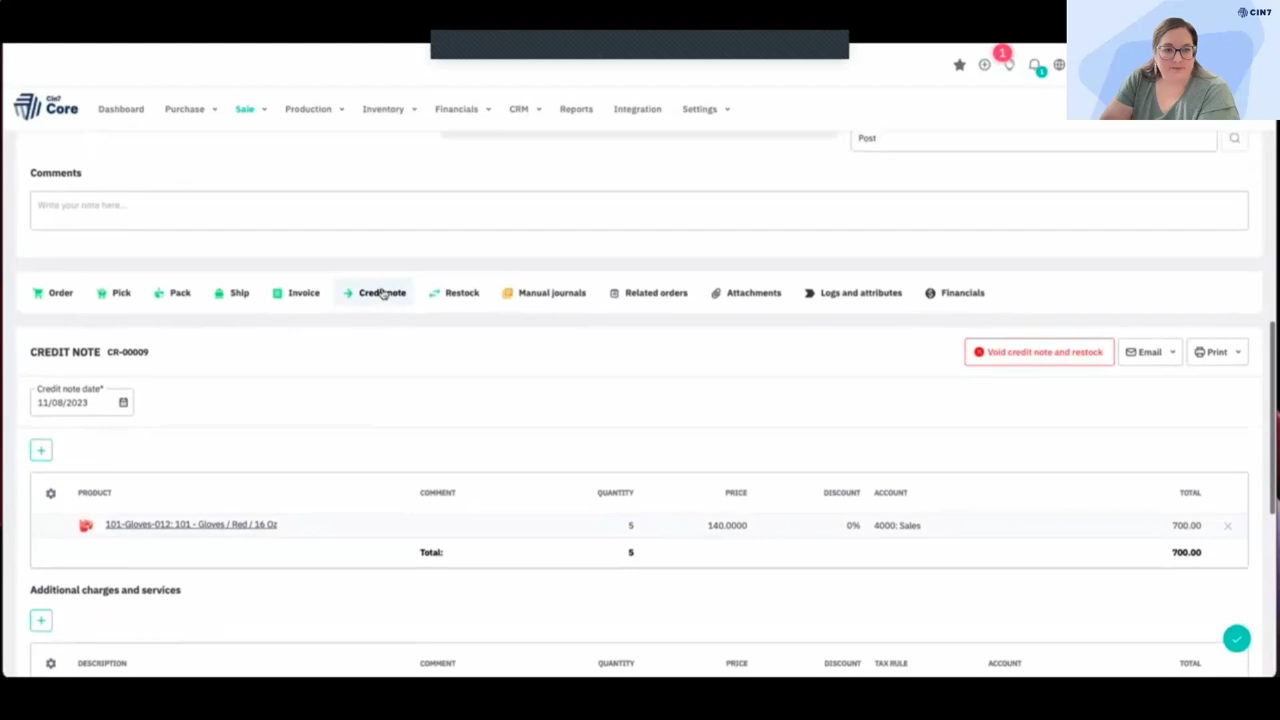 CIN7
1
1
Cin7
Core
Dashboard Purchase Sale Production Inventory Financials CRM Reports Integration Settings
Post
Comments
Write your note here...
Order Pick Pack Ship Invoice Credit note Restock Manual journals Related orders Attachments Logs and attributes Financials
CREDIT NOTE CR-00009
Void credit note and restock Email Print
Credit note date*
11/08/2023
+
PRODUCT COMMENT QUANTITY PRICE DISCOUNT ACCOUNT TOTAL
101-Gloves-012: 101 - Gloves / Red / 16 Oz 5 140.0000 0% 4000: Sales 700.00
Total: 5 700.00
Additional charges and services
+
DESCRIPTION COMMENT QUANTITY PRICE DISCOUNT TAX RULE ACCOUNT TOTAL